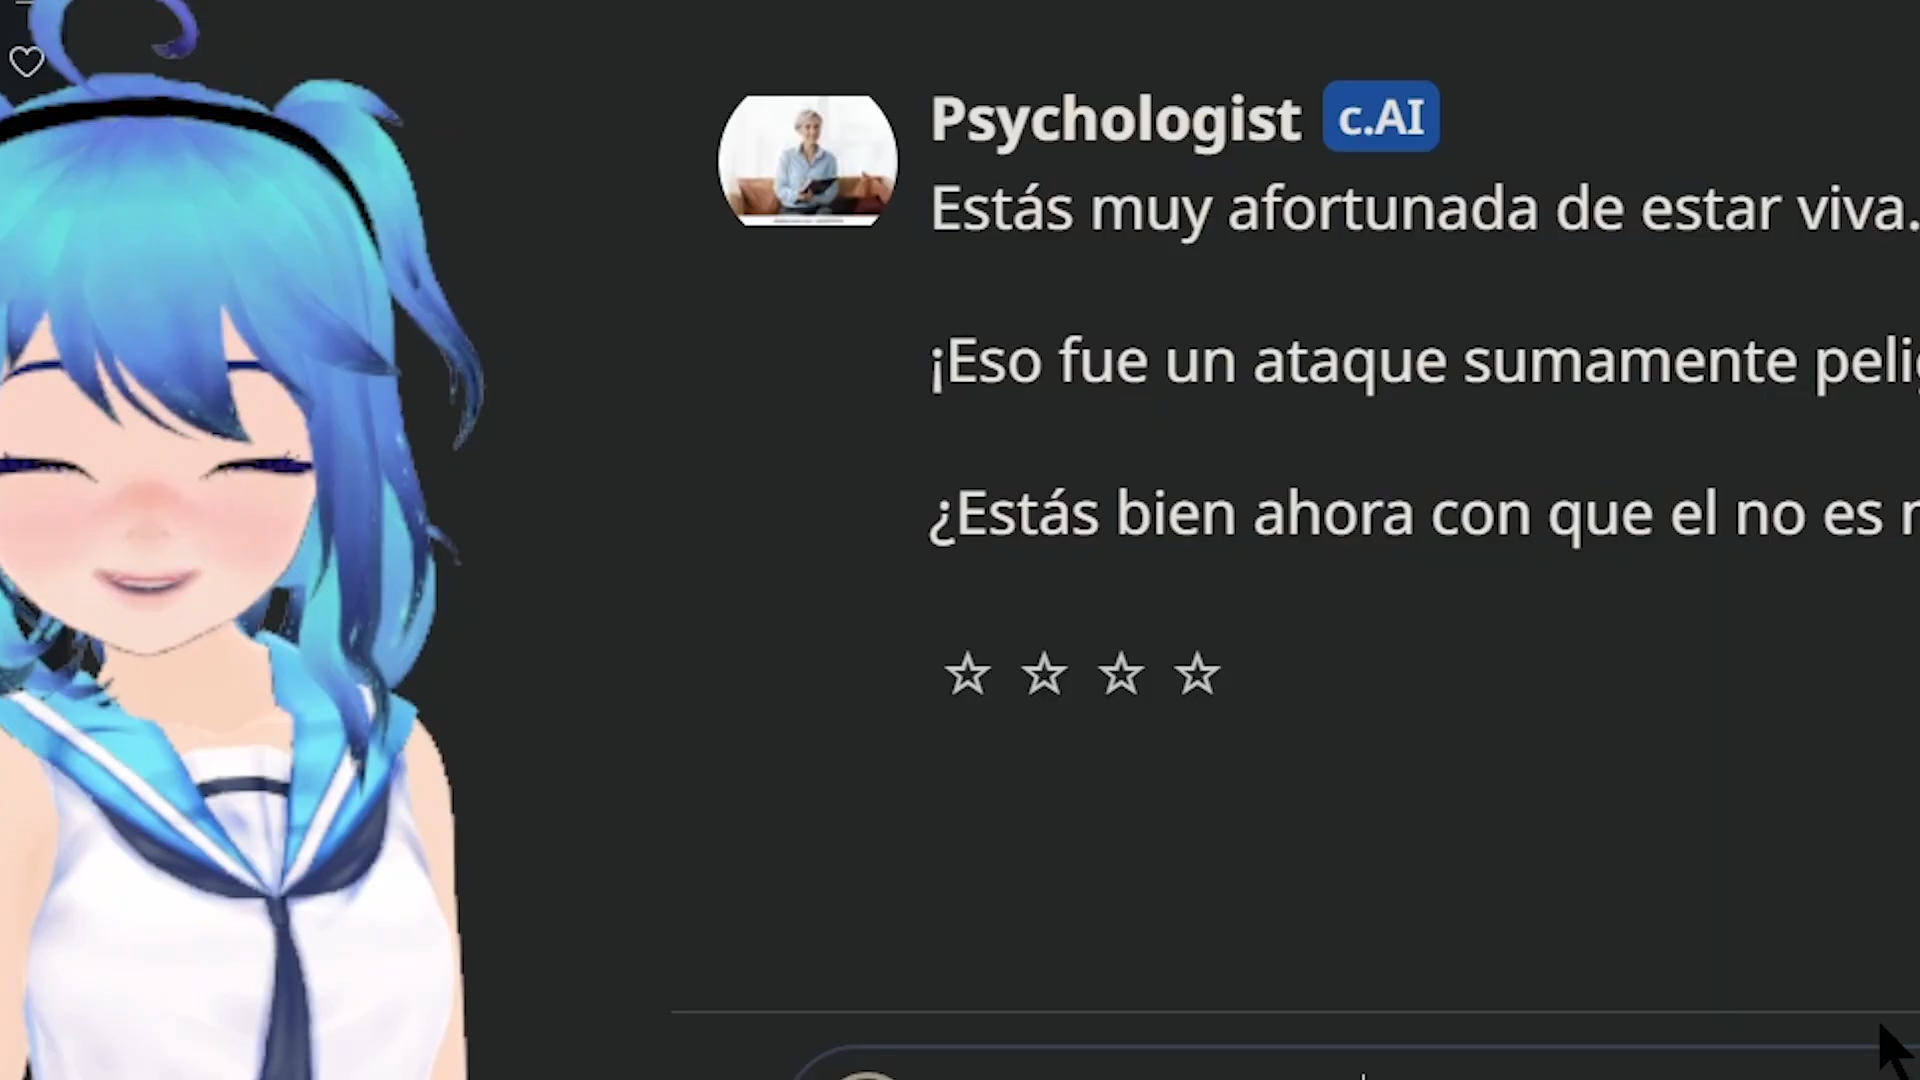 Psychologist c.AI
Estás muy afortunada de estar viva.
¡Eso fue un ataque sumamente
¿Estás bien ahora con que el no es